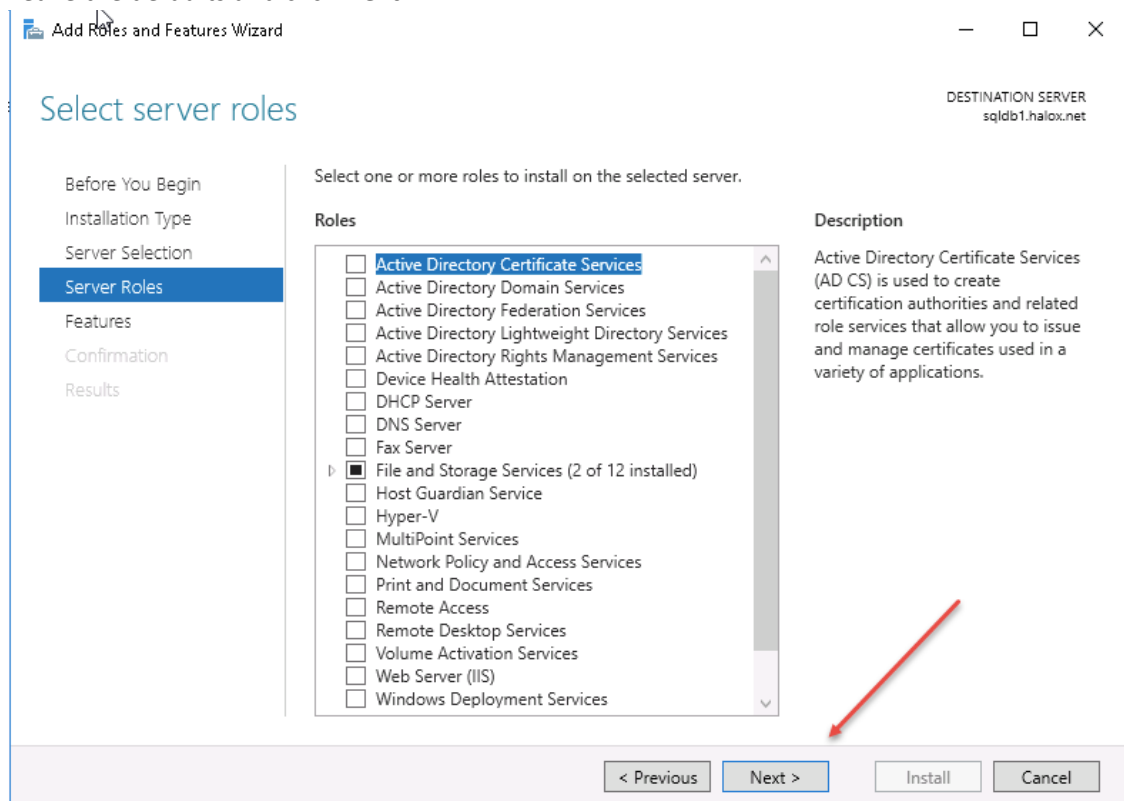 Add Roles and Features Wizard
Select server roles
DESTINATION SERVER
sqldb1.halox.net
Before You Begin
Installation Type
Server Selection
Server Roles
Features
Confirmation
Results
Select one or more roles to install on the selected server.
Roles
Active Directory Certificate Services
Active Directory Domain Services
Active Directory Federation Services
Active Directory Lightweight Directory Services
Active Directory Rights Management Services
Device Health Attestation
DHCP Server
DNS Server
Fax Server
File and Storage Services (2 of 12 installed)
Host Guardian Service
Hyper-V
MultiPoint Services
Network Policy and Access Services
Print and Document Services
Remote Access
Remote Desktop Services
Volume Activation Services
Web Server (IIS)
Windows Deployment Services
Description
Active Directory Certificate Services
(AD CS) is used to create
certification authorities and related
role services that allow you to issue
and manage certificates used in a
variety of applications.
< Previous
Next >
Install
Cancel